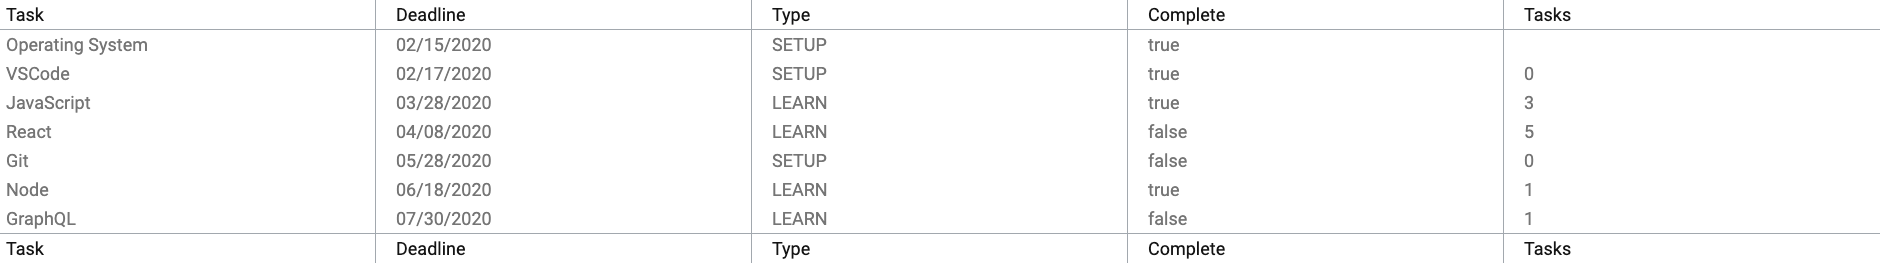 Task Deadline Type Complete Tasks
Operating System 02/15/2020 SETUP true
VSCode 02/17/2020 SETUP true 0
JavaScript 03/28/2020 LEARN true 3
React 04/08/2020 LEARN false 5
Git 05/28/2020 SETUP false 0
Node 06/18/2020 LEARN true 1
GraphQL 07/30/2020 LEARN false 1
Task Deadline Type Complete Tasks